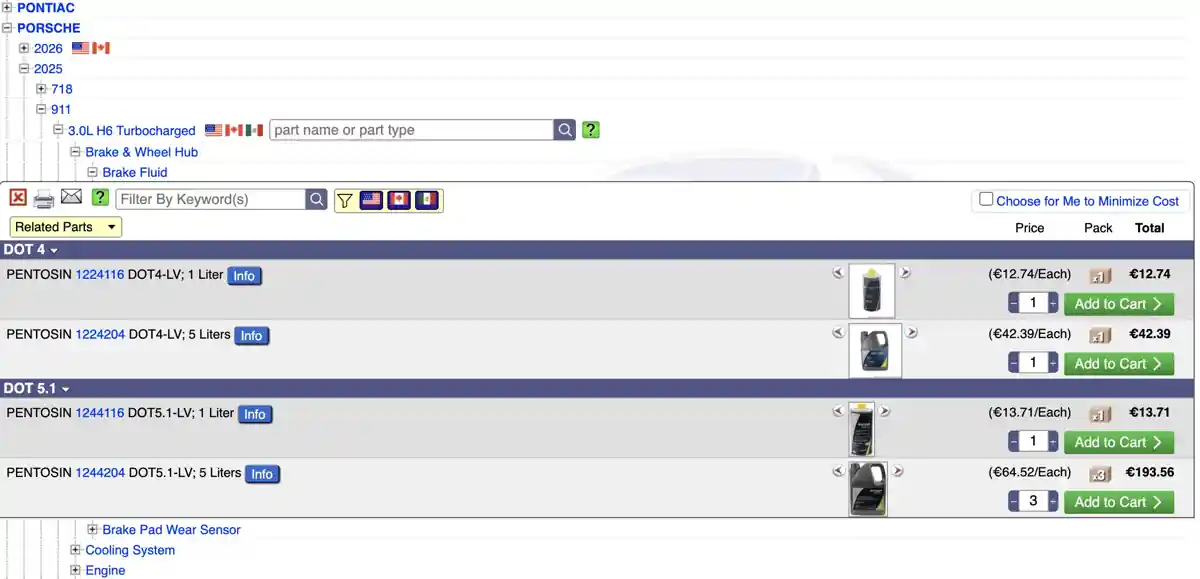 PONTIAC
PORSCHE
2026
2025
718
911
3.0L H6 Turbocharged part name or part type ?
Brake & Wheel Hub
Brake Fluid
? Filter By Keyword(s) Choose for Me to Minimize Cost
Related Parts Price Pack Total
DOT 4
PENTOSIN 1224116 DOT4-LV; 1 Liter Info (€12.74/Each) x1 €12.74
1 Add to Cart
PENTOSIN 1224204 DOT4-LV; 5 Liters Info (€42.39/Each) x1 €42.39
1 Add to Cart
DOT 5.1
PENTOSIN 1244116 DOT5.1-LV; 1 Liter Info (€13.71/Each) x1 €13.71
1 Add to Cart
PENTOSIN 1244204 DOT5.1-LV; 5 Liters Info (€64.52/Each) x3 €193.56
3 Add to Cart
Brake Pad Wear Sensor
Cooling System
Engine